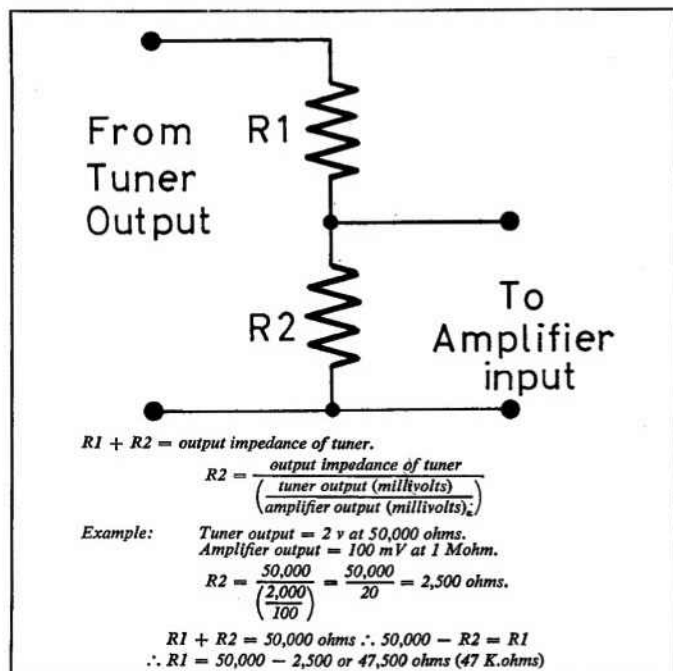 From
Tuner
Output
R1
R2
To
Amplifier
input
R1 + R2 = output impedance of tuner.
R2 = output impedance of tuner / ( tuner output (millivolts) / amplifier output (millivolts) )
Example: Tuner output = 2 v at 50,000 ohms.
Amplifier output = 100 mV at 1 Mohm.
R2 = 50,000 / ( 2,000 / 100 ) = 50,000 / 20 = 2,500 ohms.
R1 + R2 = 50,000 ohms ∴ 50,000 − R2 = R1
∴ R1 = 50,000 − 2,500 or 47,500 ohms (47 K.ohms)